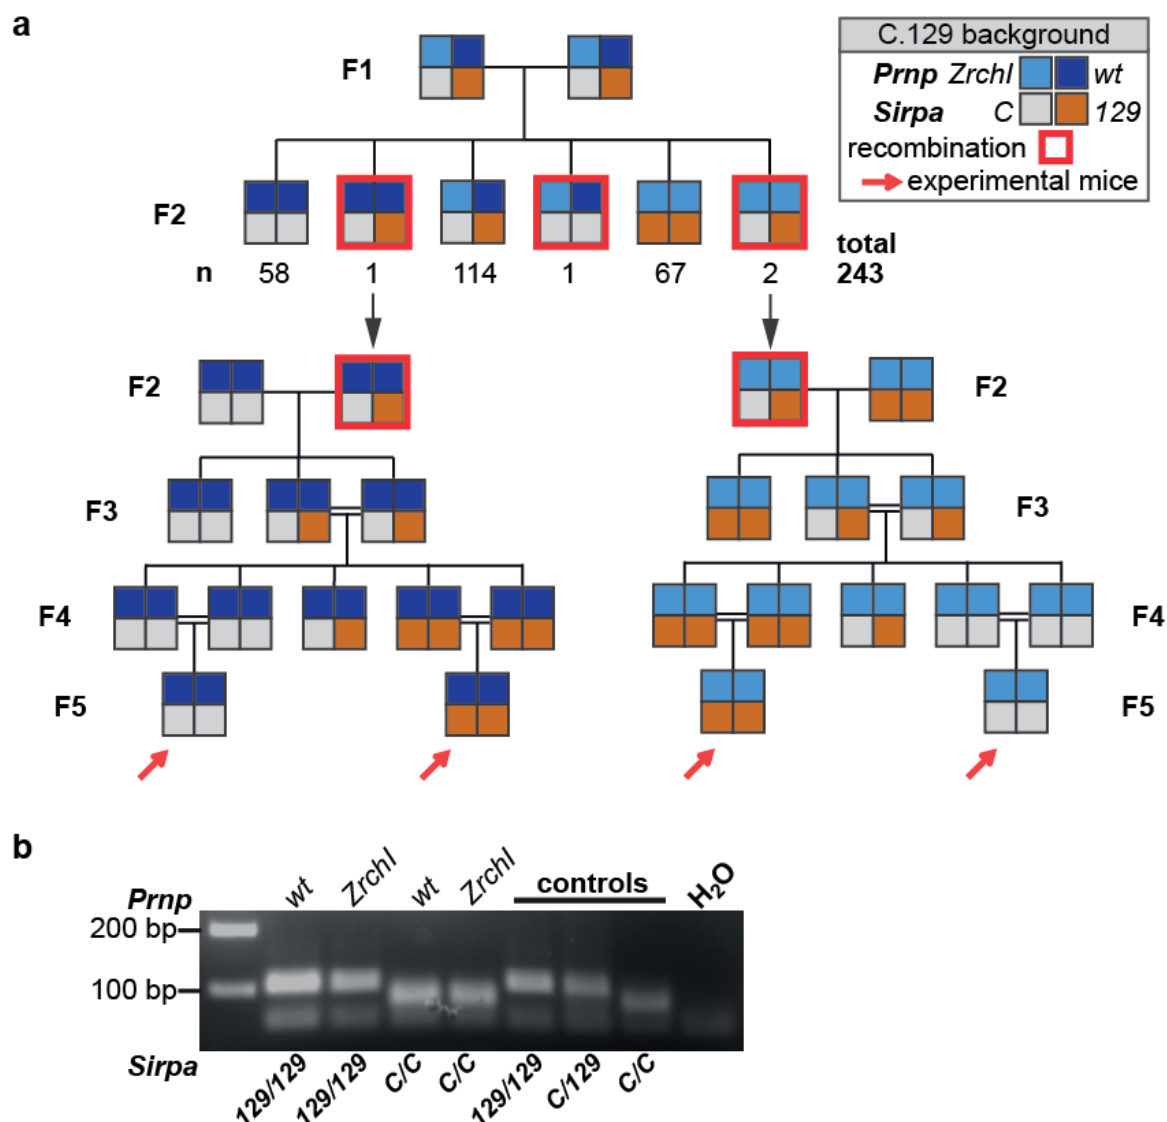 a
C.129 background
Prnp Zrchl wt
Sirpa C 129
recombination
experimental mice
F1
F2
n 58 1 114 1 67 2 total 243
F2 F2
F3 F3
F4 F4
F5 F5
b
Prnp wt Zrchl wt Zrchl controls H₂O
200 bp
100 bp
Sirpa 129/129 129/129 C/C C/C 129/129 C/129 C/C